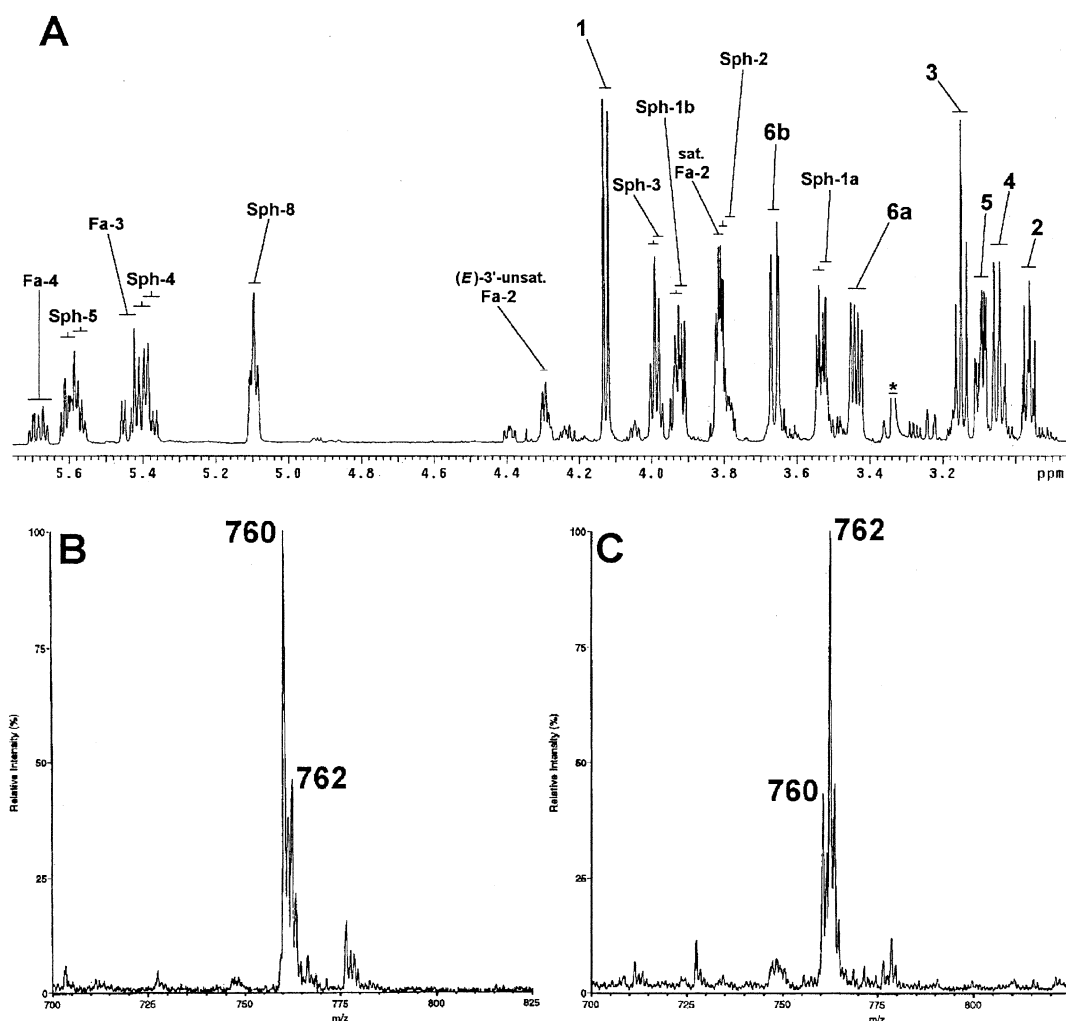 A
1
Sph-2
3
Sph-1b
6b
sat.
Fa-2
Sph-3
Sph-1a
4
Fa-3
Sph-8
6a
5
2
Fa-4
Sph-4
(E)-3'-unsat.
Fa-2
Sph-5
*
5.6 5.4 5.2 5.0 4.8 4.6 4.4 4.2 4.0 3.8 3.6 3.4 3.2 ppm
B
760
762
100
75
50
25
0
Relative Intensity (%)
700 725 750 775 800 825
m/z
C
762
760
100
75
50
25
0
Relative Intensity (%)
700 725 750 775 800
m/z